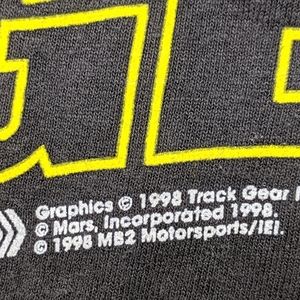 Graphics © 1998 Track Gear
© Mars, Incorporated 1998.
© 1998 MB2 Motorsports/IEI.